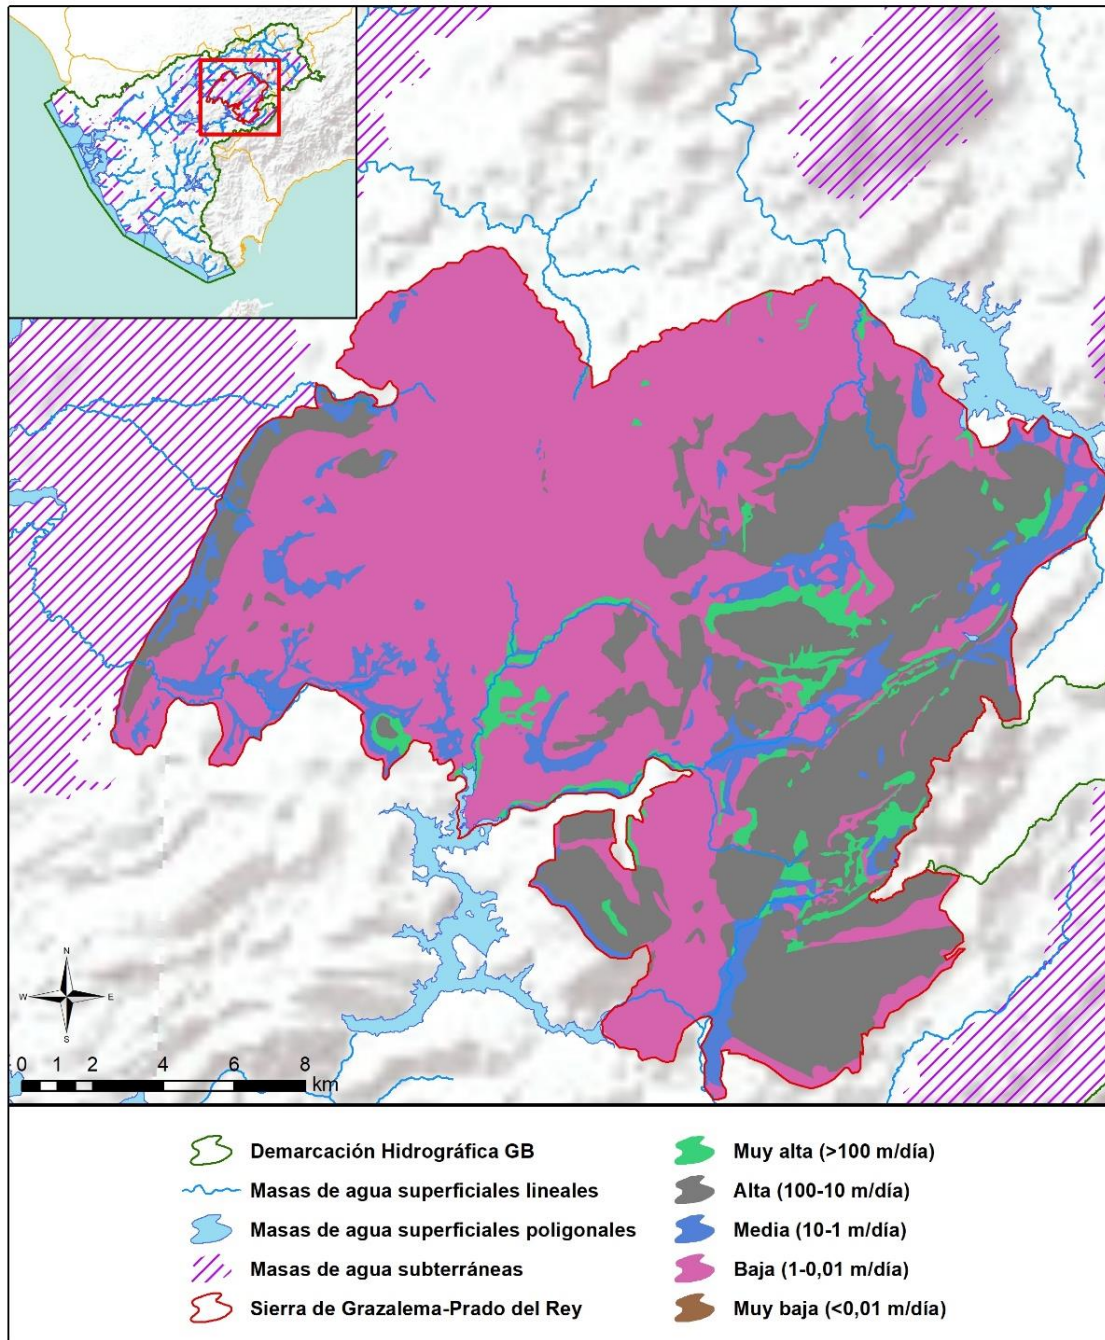 N
W E
S
0 1 2 4 6 8
km
Demarcación Hidrográfica GB
Masas de agua superficiales lineales
Masas de agua superficiales poligonales
Masas de agua subterráneas
Sierra de Grazalema-Prado del Rey
Muy alta (>100 m/día)
Alta (100-10 m/día)
Media (10-1 m/día)
Baja (1-0,01 m/día)
Muy baja (<0,01 m/día)